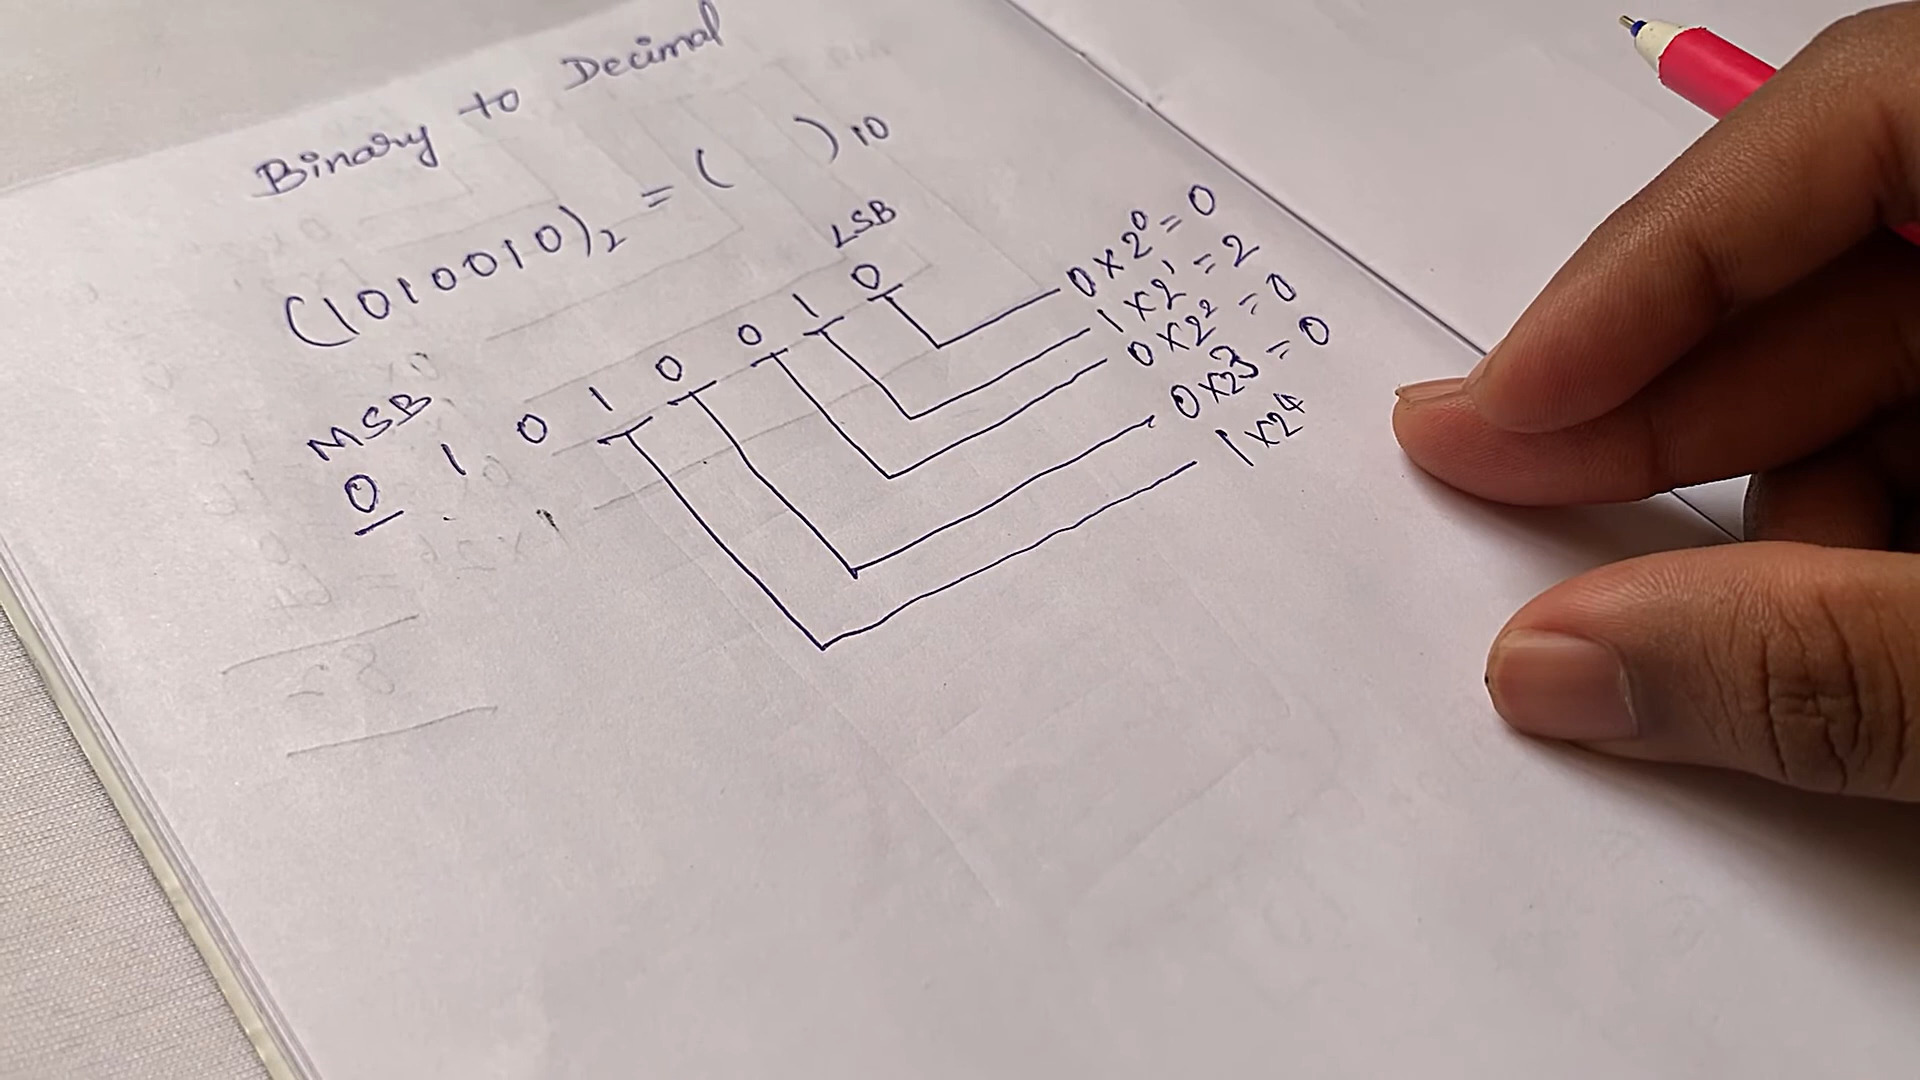 Binary to Decimal
(1010010)₂ = ( )10
MSB LSB
0 1 0 1 0 0 1 0
0 × 2⁰ = 0
1 × 2¹ = 2
0 × 2² = 0
0 × 2³ = 0
1 × 2⁴